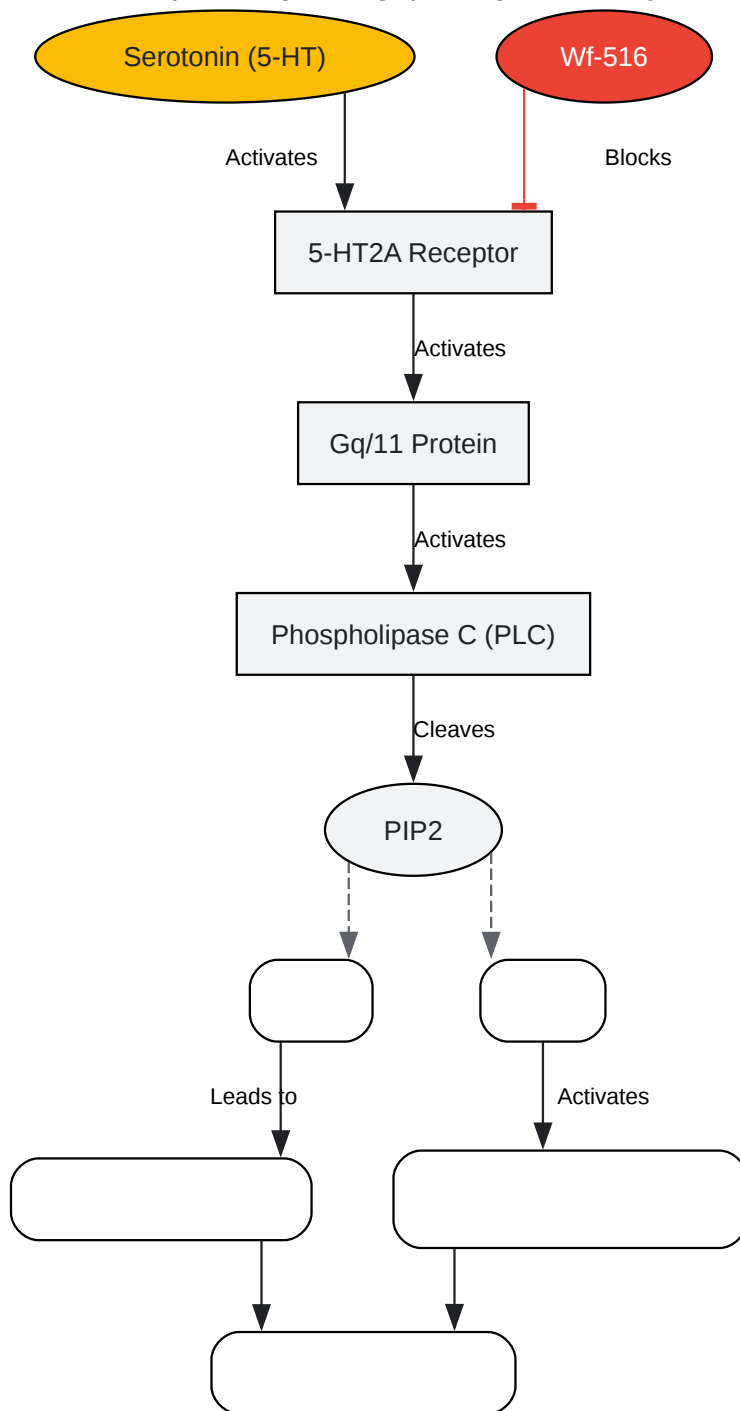 Serotonin (5-HT)
Wf-516
Activates
Blocks
5-HT2A Receptor
Activates
Gq/11 Protein
Activates
Phospholipase C (PLC)
Cleaves
PIP2
Leads to
Activates